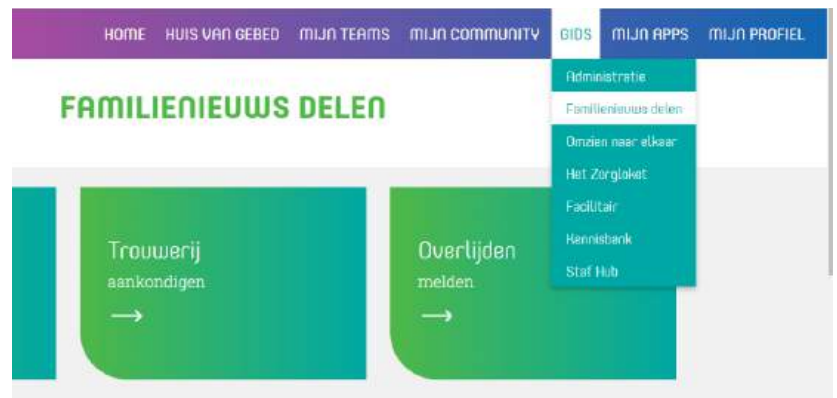 HOME HUIS VAN GEBED MIJN TEAMS MIJN COMMUNITY GIDS MIJN APPS MIJN PROFIEL
Administratie
Familienieuws delen
Omzien naar elkaar
Het Zorgloket
Facilitair
Kennisbank
Staf Hub
FAMILIENIEUWS DELEN
Trouwerij
aankondigen
Overlijden
melden